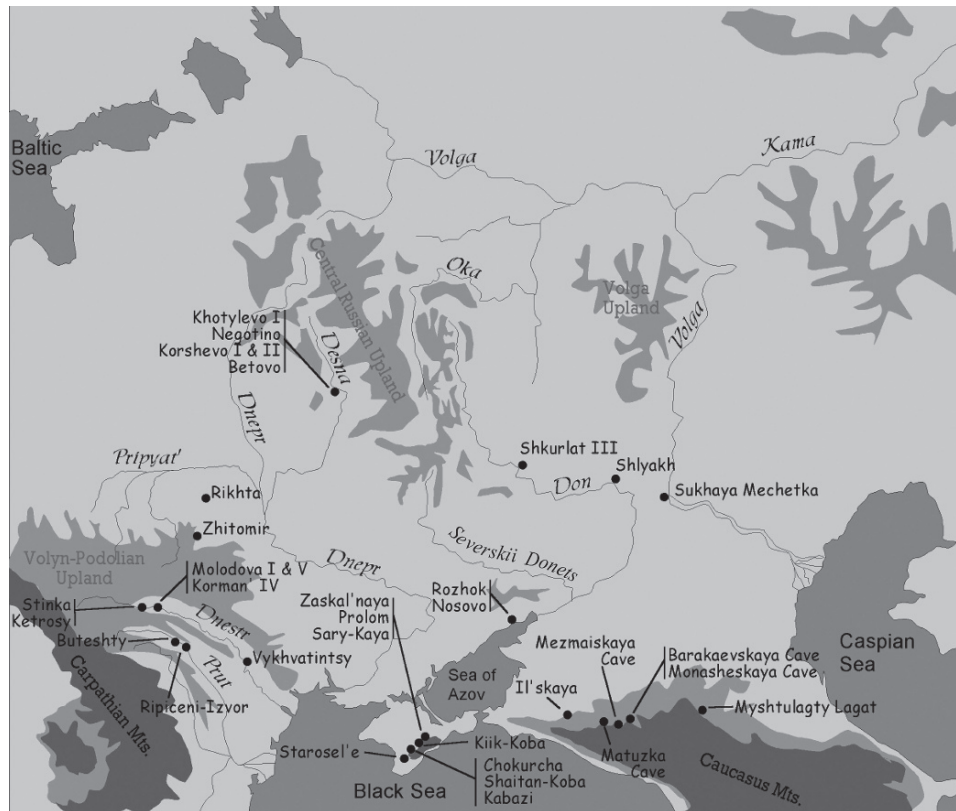 Baltic
Sea
Volga
Kama
Oka
Central Russian Upland
Volga
Upland
Volga
Khotylevo I
Negotino
Korshevo I & II
Betovo
Desna
Dnepr
Pripyat'
Shkurlat III
Shlyakh
Don
Sukhaya Mechetka
Rikhta
Zhitomir
Volyn-Podolian
Upland
Molodova I & V
Korman' IV
Dnepr
Severskii Donets
Stinka
Ketrosy
Zaskal'naya
Prolom
Sary-Kaya
Rozhok
Nosovo
Dnestr
Buteshty
Vykhvatintsy
Mezmaiskaya
Cave
Barakaevskaya Cave
Monasheskaya Cave
Caspian
Sea
Carpathian Mts.
Prut
Sea of
Azov
Il'skaya
Ripiceni-Izvor
Myshtulagty Lagat
Starosel'e
Kiik-Koba
Matuzka
Cave
Chokurcha
Shaitan-Koba
Kabazi
Caucasus Mts.
Black Sea